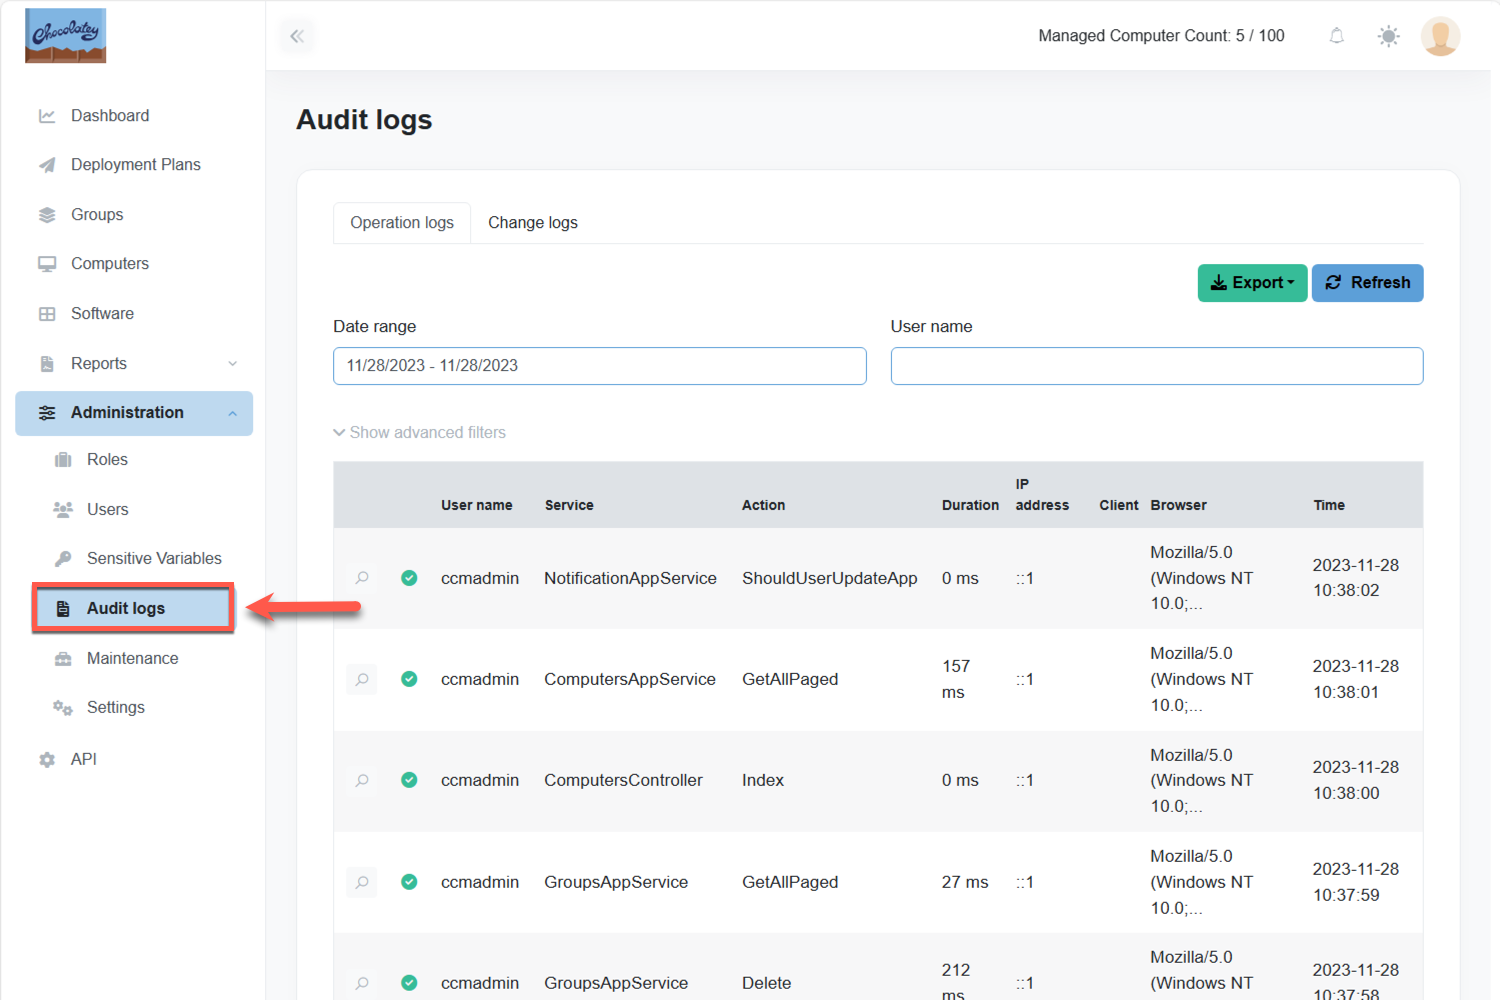 Chocolatey
Managed Computer Count: 5 / 100
Dashboard
Deployment Plans
Groups
Computers
Software
Reports
Administration
Roles
Users
Sensitive Variables
Audit logs
Maintenance
Settings
API
Audit logs
Operation logs Change logs
Export Refresh
Date range User name
11/28/2023 - 11/28/2023
Show advanced filters
User name Service Action Duration IP address Client Browser Time
ccmadmin NotificationAppService ShouldUserUpdateApp 0 ms ::1 Mozilla/5.0 (Windows NT 10.0;... 2023-11-28 10:38:02
ccmadmin ComputersAppService GetAllPaged 157 ms ::1 Mozilla/5.0 (Windows NT 10.0;... 2023-11-28 10:38:01
ccmadmin ComputersController Index 0 ms ::1 Mozilla/5.0 (Windows NT 10.0;... 2023-11-28 10:38:00
ccmadmin GroupsAppService GetAllPaged 27 ms ::1 Mozilla/5.0 (Windows NT 10.0;... 2023-11-28 10:37:59
ccmadmin GroupsAppService Delete 212 ms ::1 Mozilla/5.0 (Windows NT 2023-11-28 10:37:58